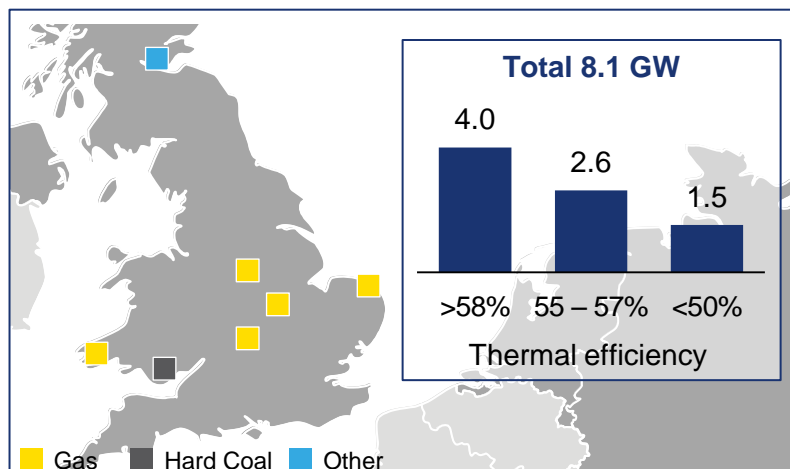 Total 8.1 GW
4.0
2.6
1.5
>58% 55 – 57% <50%
Thermal efficiency
Gas Hard Coal Other